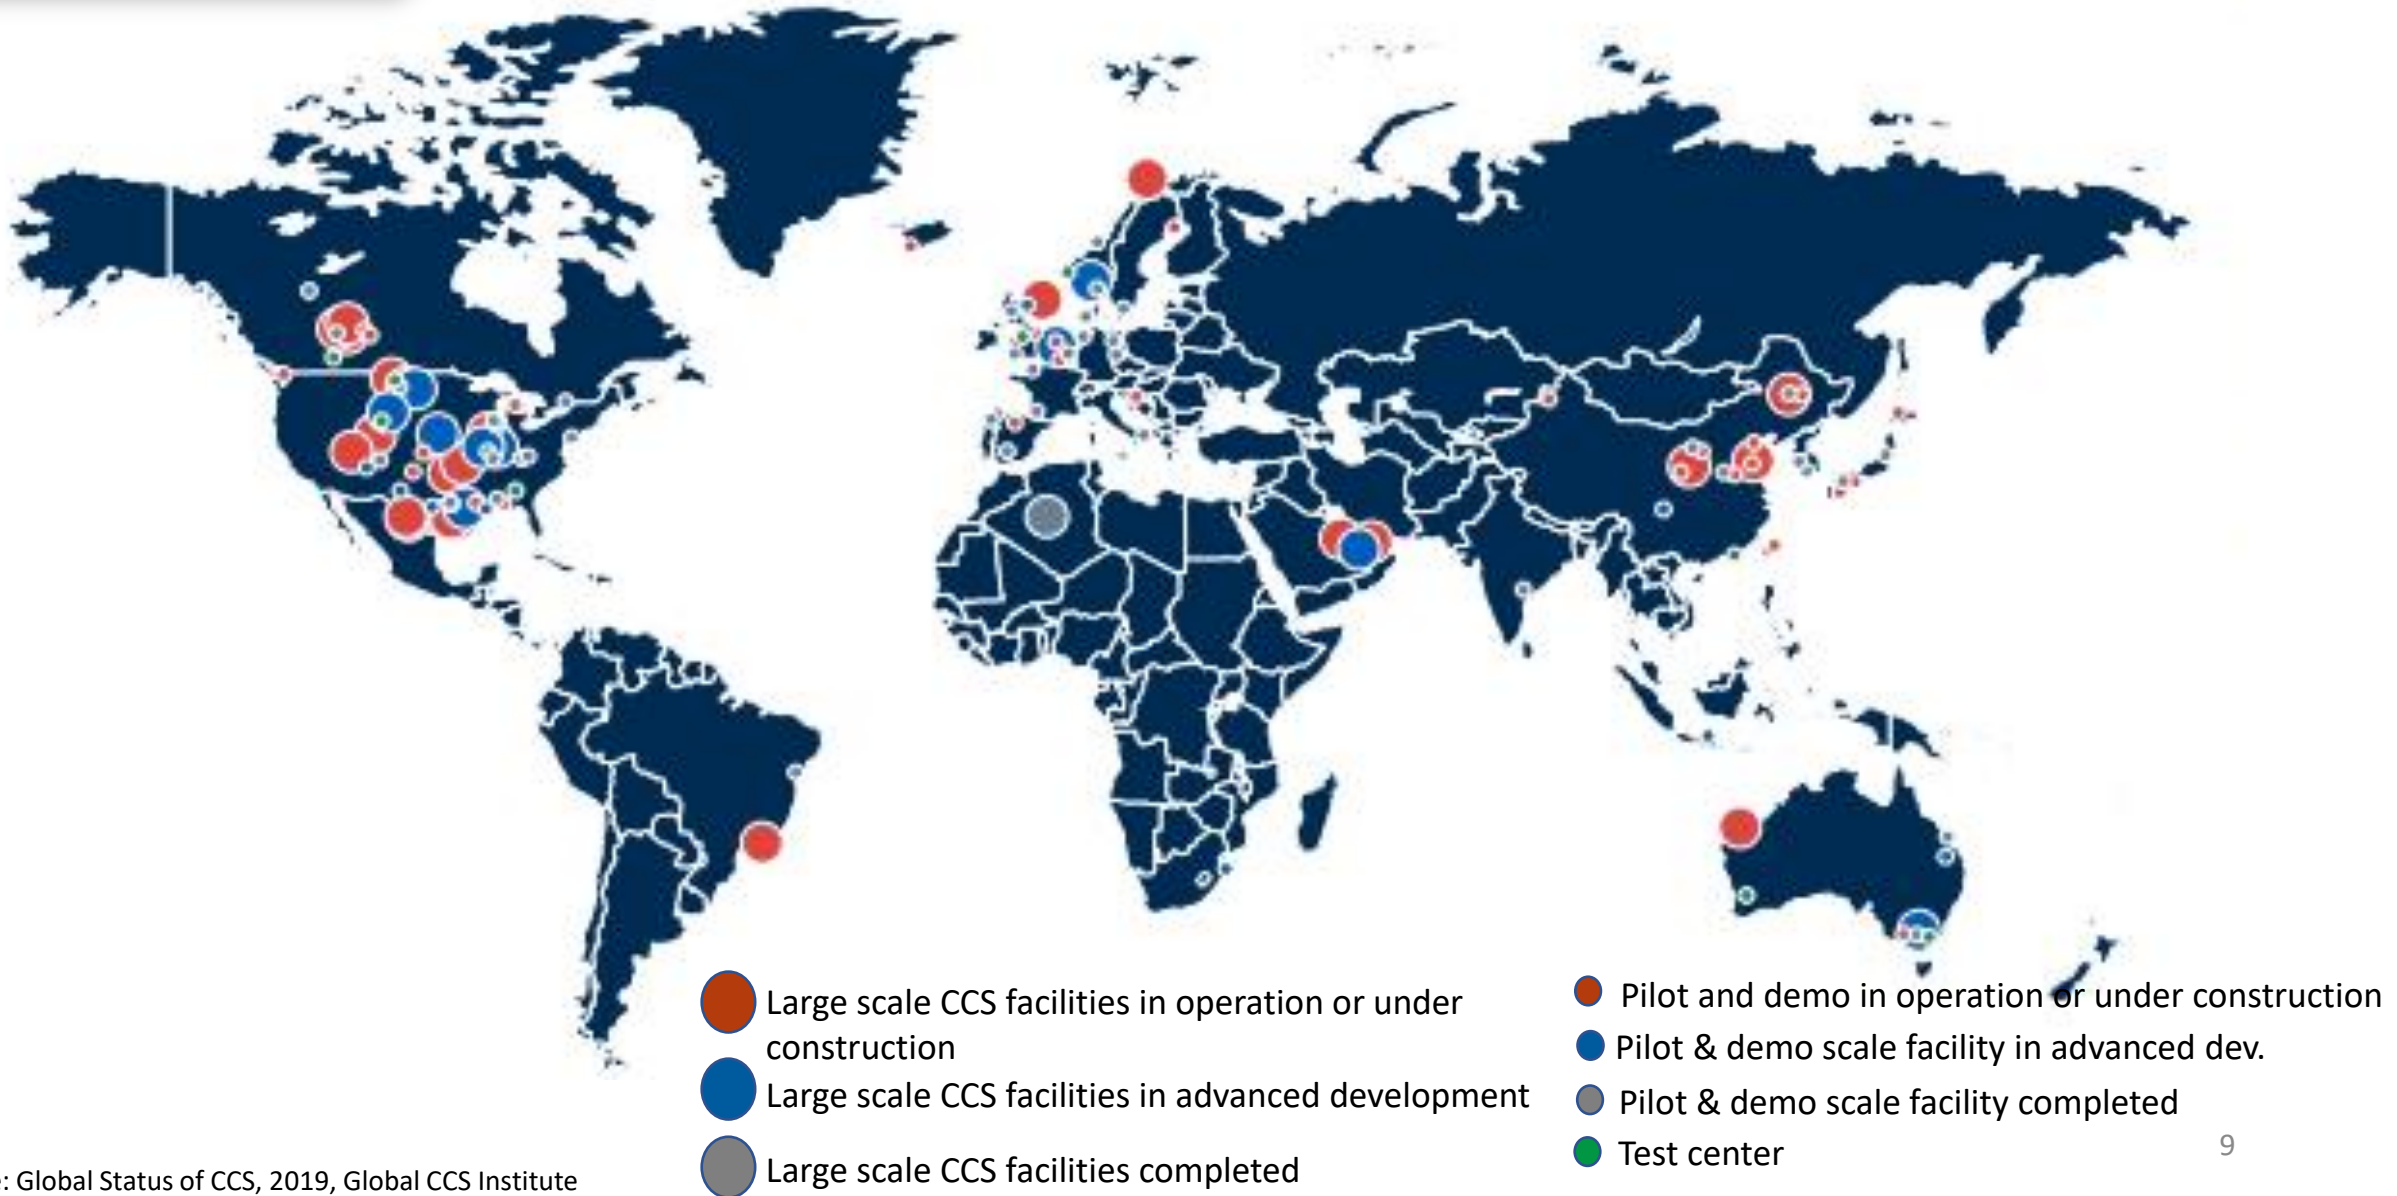 Large scale CCS facilities in operation or under
construction
Large scale CCS facilities in advanced development
Large scale CCS facilities completed
Pilot and demo in operation or under construction
Pilot & demo scale facility in advanced dev.
Pilot & demo scale facility completed
Test center
9
: Global Status of CCS, 2019, Global CCS Institute